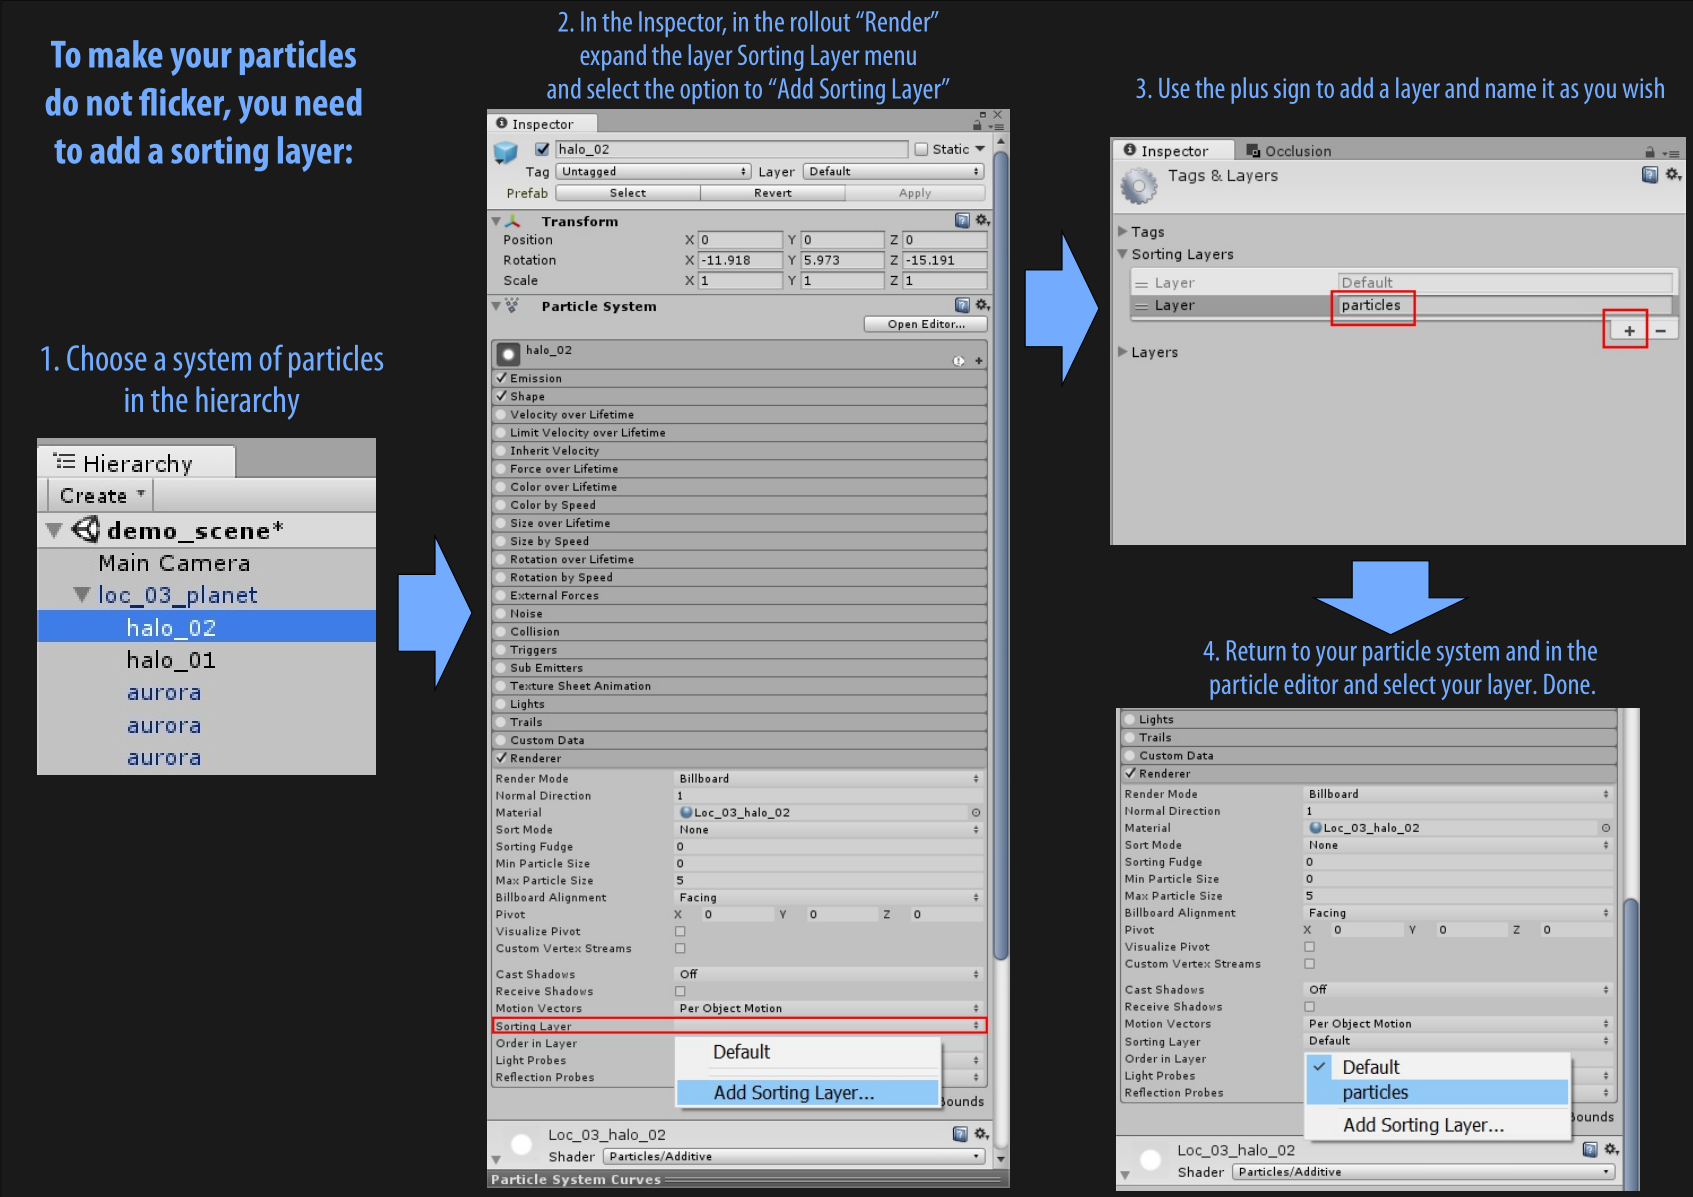 To make your particles
do not flicker, you need
to add a sorting layer:
1. Choose a system of particles
in the hierarchy
Hierarchy
Create
demo_scene*
Main Camera
loc_03_planet
halo_02
halo_01
aurora
aurora
aurora
2. In the Inspector, in the rollout “Render”
expand the layer Sorting Layer menu
and select the option to “Add Sorting Layer”
Inspector
halo_02 Static
Tag Untagged Layer Default
Prefab Select Revert Apply
Transform
Position X 0 Y 0 Z 0
Rotation X -11.918 Y 5.973 Z -15.191
Scale X 1 Y 1 Z 1
Particle System
Open Editor...
halo_02
Emission
Shape
Velocity over Lifetime
Limit Velocity over Lifetime
Inherit Velocity
Force over Lifetime
Color over Lifetime
Color by Speed
Size over Lifetime
Size by Speed
Rotation over Lifetime
Rotation by Speed
External Forces
Noise
Collision
Triggers
Sub Emitters
Texture Sheet Animation
Lights
Trails
Custom Data
Renderer
Render Mode Billboard
Normal Direction 1
Material Loc_03_halo_02
Sort Mode None
Sorting Fudge 0
Min Particle Size 0
Max Particle Size 5
Billboard Alignment Facing
Pivot X 0 Y 0 Z 0
Visualize Pivot
Custom Vertex Streams
Cast Shadows Off
Receive Shadows
Motion Vectors Per Object Motion
Sorting Layer
Order in Layer
Light Probes
Reflection Probes
Default
Add Sorting Layer...
Bounds
Loc_03_halo_02
Shader Particles/Additive
Particle System Curves
3. Use the plus sign to add a layer and name it as you wish
Inspector Occlusion
Tags & Layers
Tags
Sorting Layers
= Layer Default
= Layer particles
+ −
Layers
4. Return to your particle system and in the
particle editor and select your layer. Done.
Lights
Trails
Custom Data
Renderer
Render Mode Billboard
Normal Direction 1
Material Loc_03_halo_02
Sort Mode None
Sorting Fudge 0
Min Particle Size 0
Max Particle Size 5
Billboard Alignment Facing
Pivot X 0 Y 0 Z 0
Visualize Pivot
Custom Vertex Streams
Cast Shadows Off
Receive Shadows
Motion Vectors Per Object Motion
Sorting Layer Default
Order in Layer
Light Probes
Reflection Probes
Default
particles
Add Sorting Layer...
Bounds
Loc_03_halo_02
Shader Particles/Additive